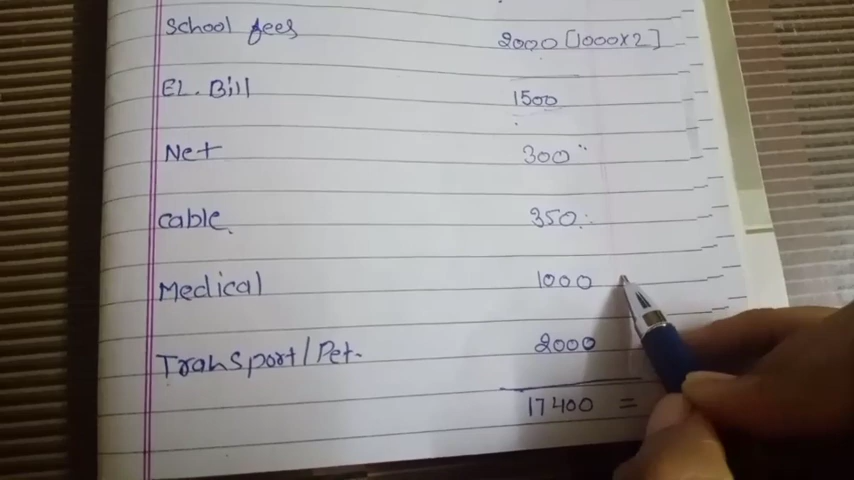 School fees 2000 [1000x2]
EL. Bill 1500
Net 300
cable 350
Medical 1000
Transport/Pet. 2000
17400 =